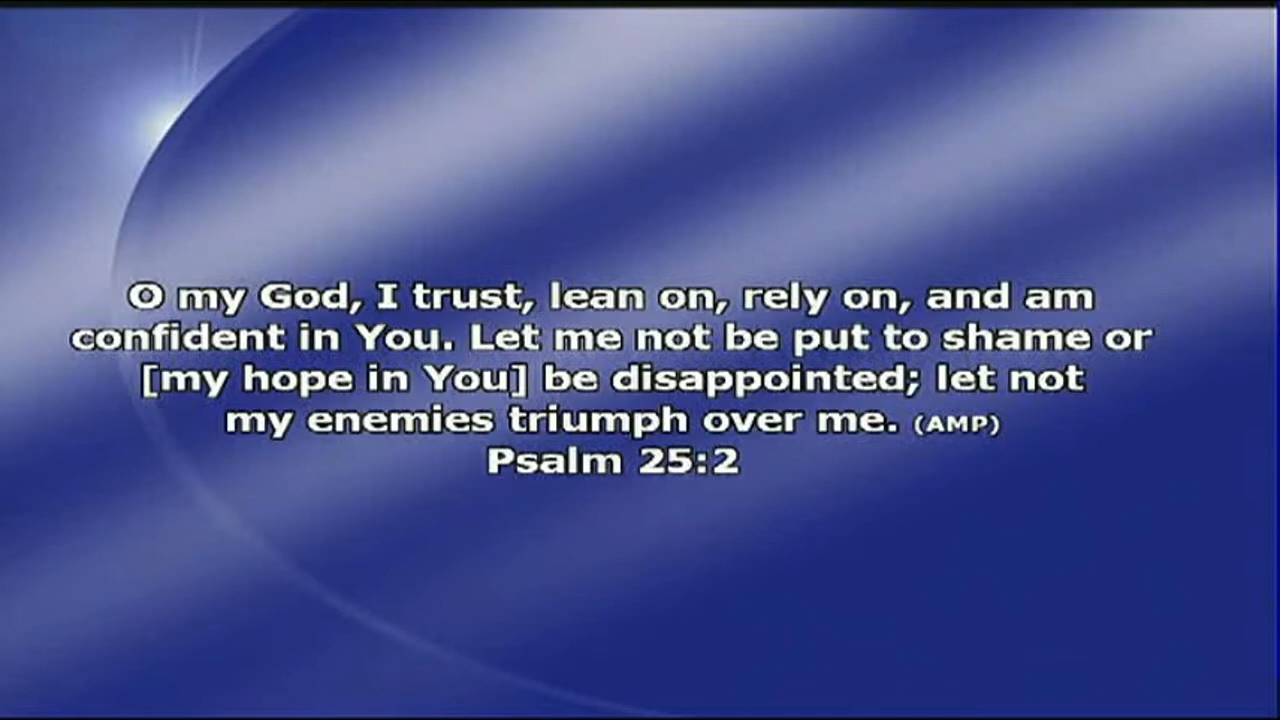 O my God, I trust, lean on, rely on, and am
confident in You. Let me not be put to shame or
[my hope in You] be disappointed; let not
my enemies triumph over me. (AMP)
Psalm 25:2